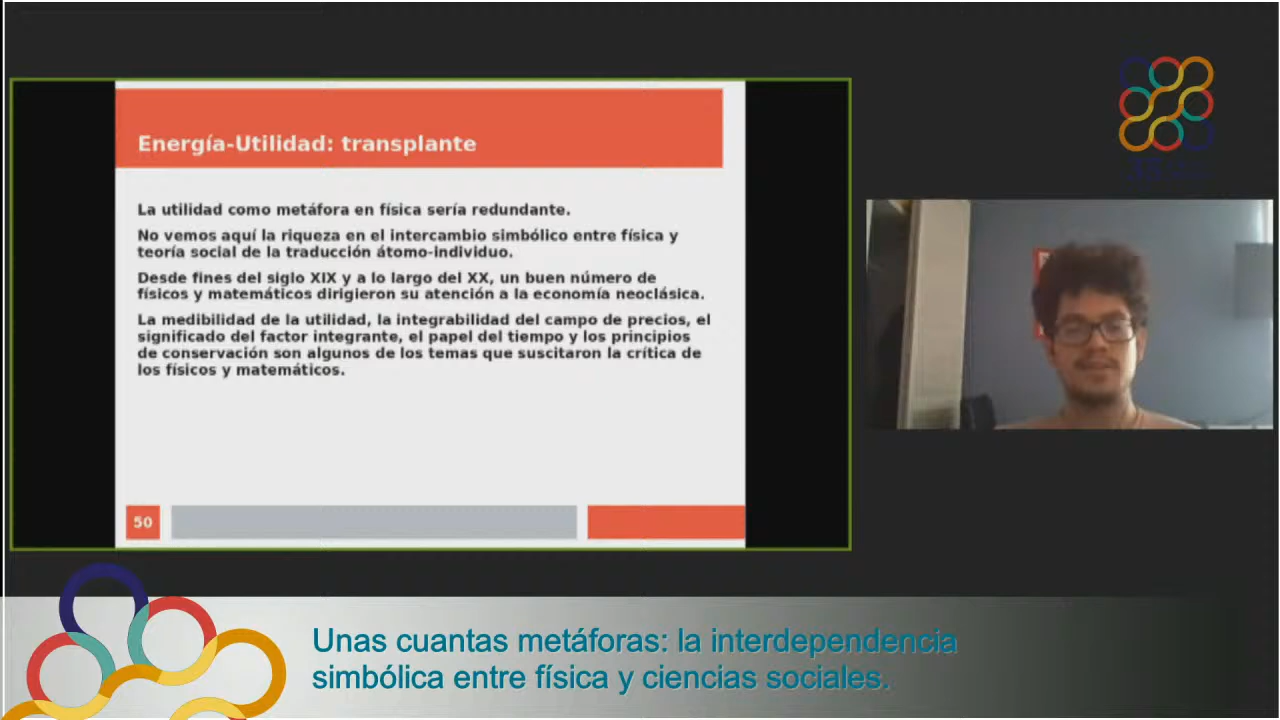 Energía-Utilidad: transplante
La utilidad como metáfora en física sería redundante.
No vemos aquí la riqueza en el intercambio simbólico entre física y
teoría social de la traducción átomo-individuo.
Desde fines del siglo XIX y a lo largo del XX, un buen número de
físicos y matemáticos dirigieron su atención a la economía neoclásica.
La medibilidad de la utilidad, la integrabilidad del campo de precios, el
significado del factor integrante, el papel del tiempo y los principios
de conservación son algunos de los temas que suscitaron la crítica de
los físicos y matemáticos.
50
Unas cuantas metáforas: la interdependencia
simbólica entre física y ciencias sociales.